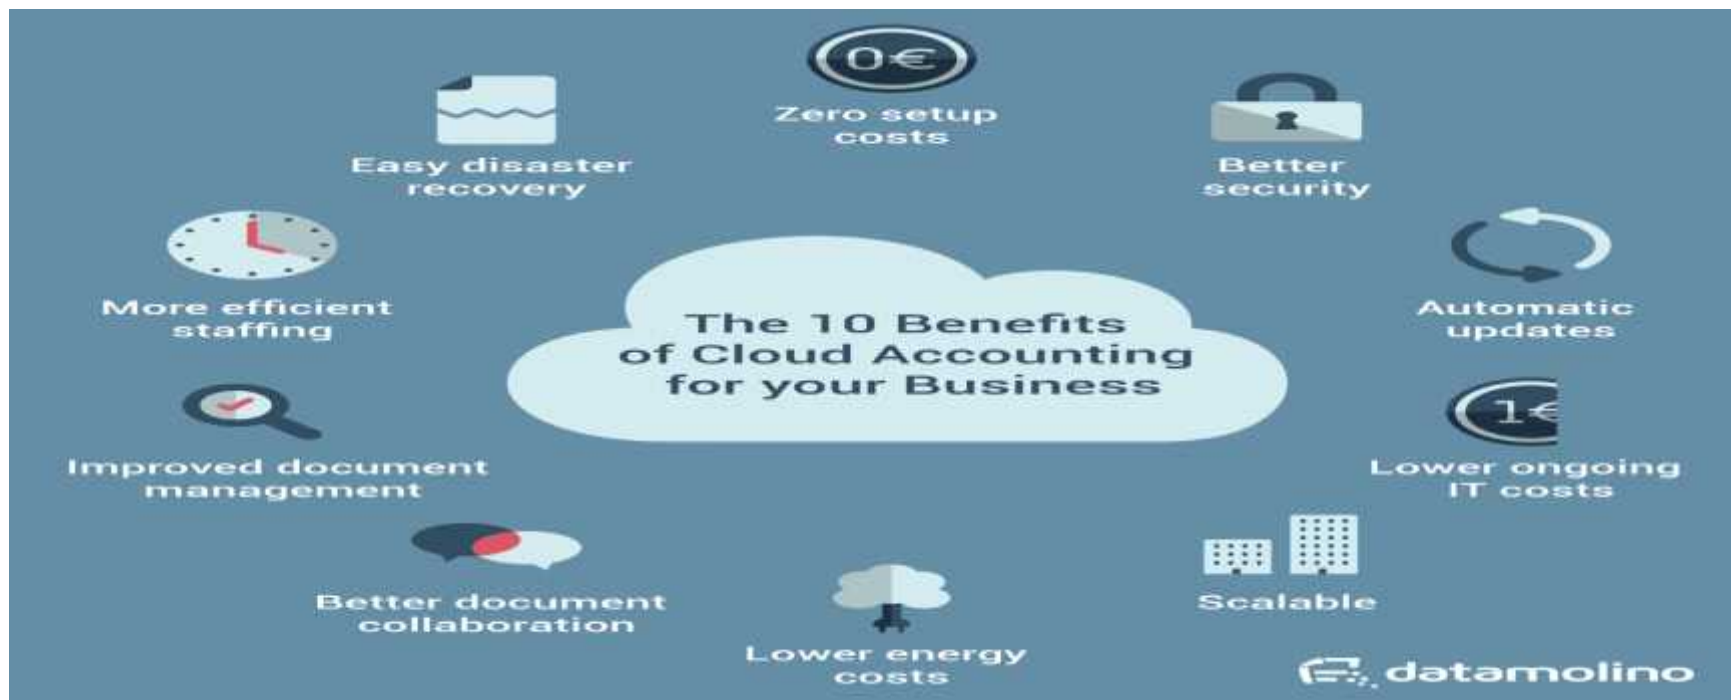 0€
Zero setup
costs
Easy disaster
recovery
Better
security
More efficient
staffing
Automatic
updates
The 10 Benefits
of Cloud Accounting
for your Business
1€
Improved document
management
Lower ongoing
IT costs
Better document
collaboration
Scalable
Lower energy
costs
datamolino